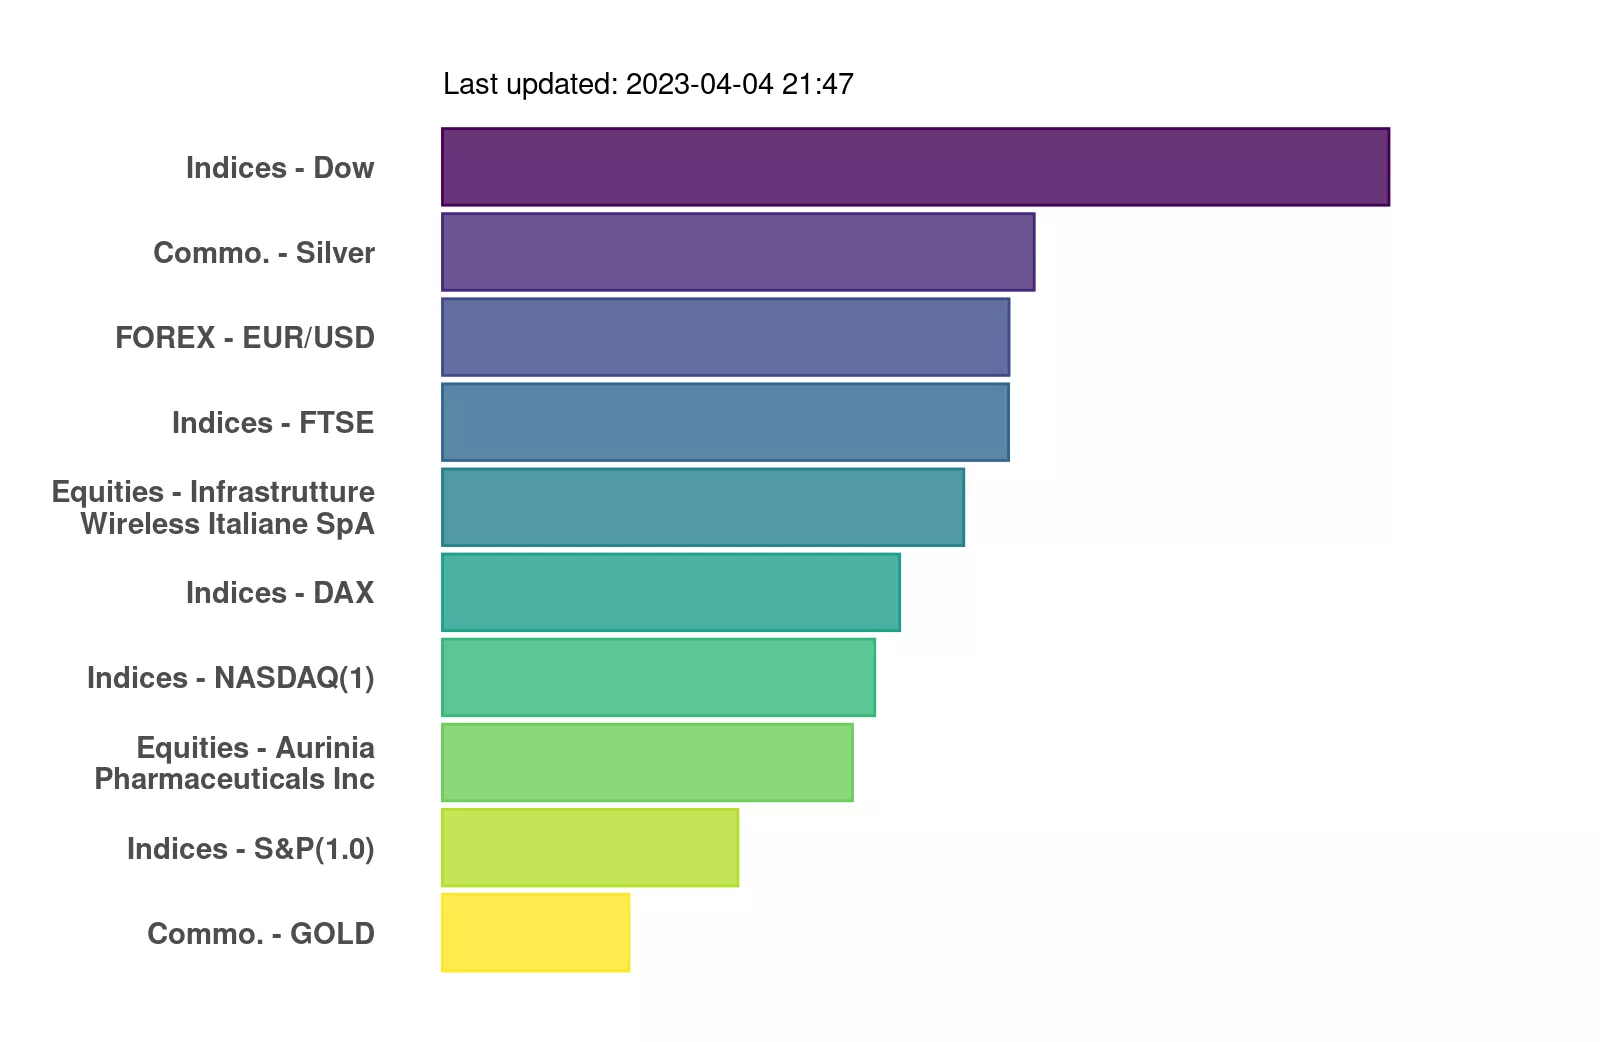 Last updated: 2023-04-04 21:47
Indices - Dow
Commo. - Silver
FOREX - EUR/USD
Indices - FTSE
Equities - Infrastrutture
Wireless Italiane SpA
Indices - DAX
Indices - NASDAQ(1)
Equities - Aurinia
Pharmaceuticals Inc
Indices - S&P(1.0)
Commo. - GOLD